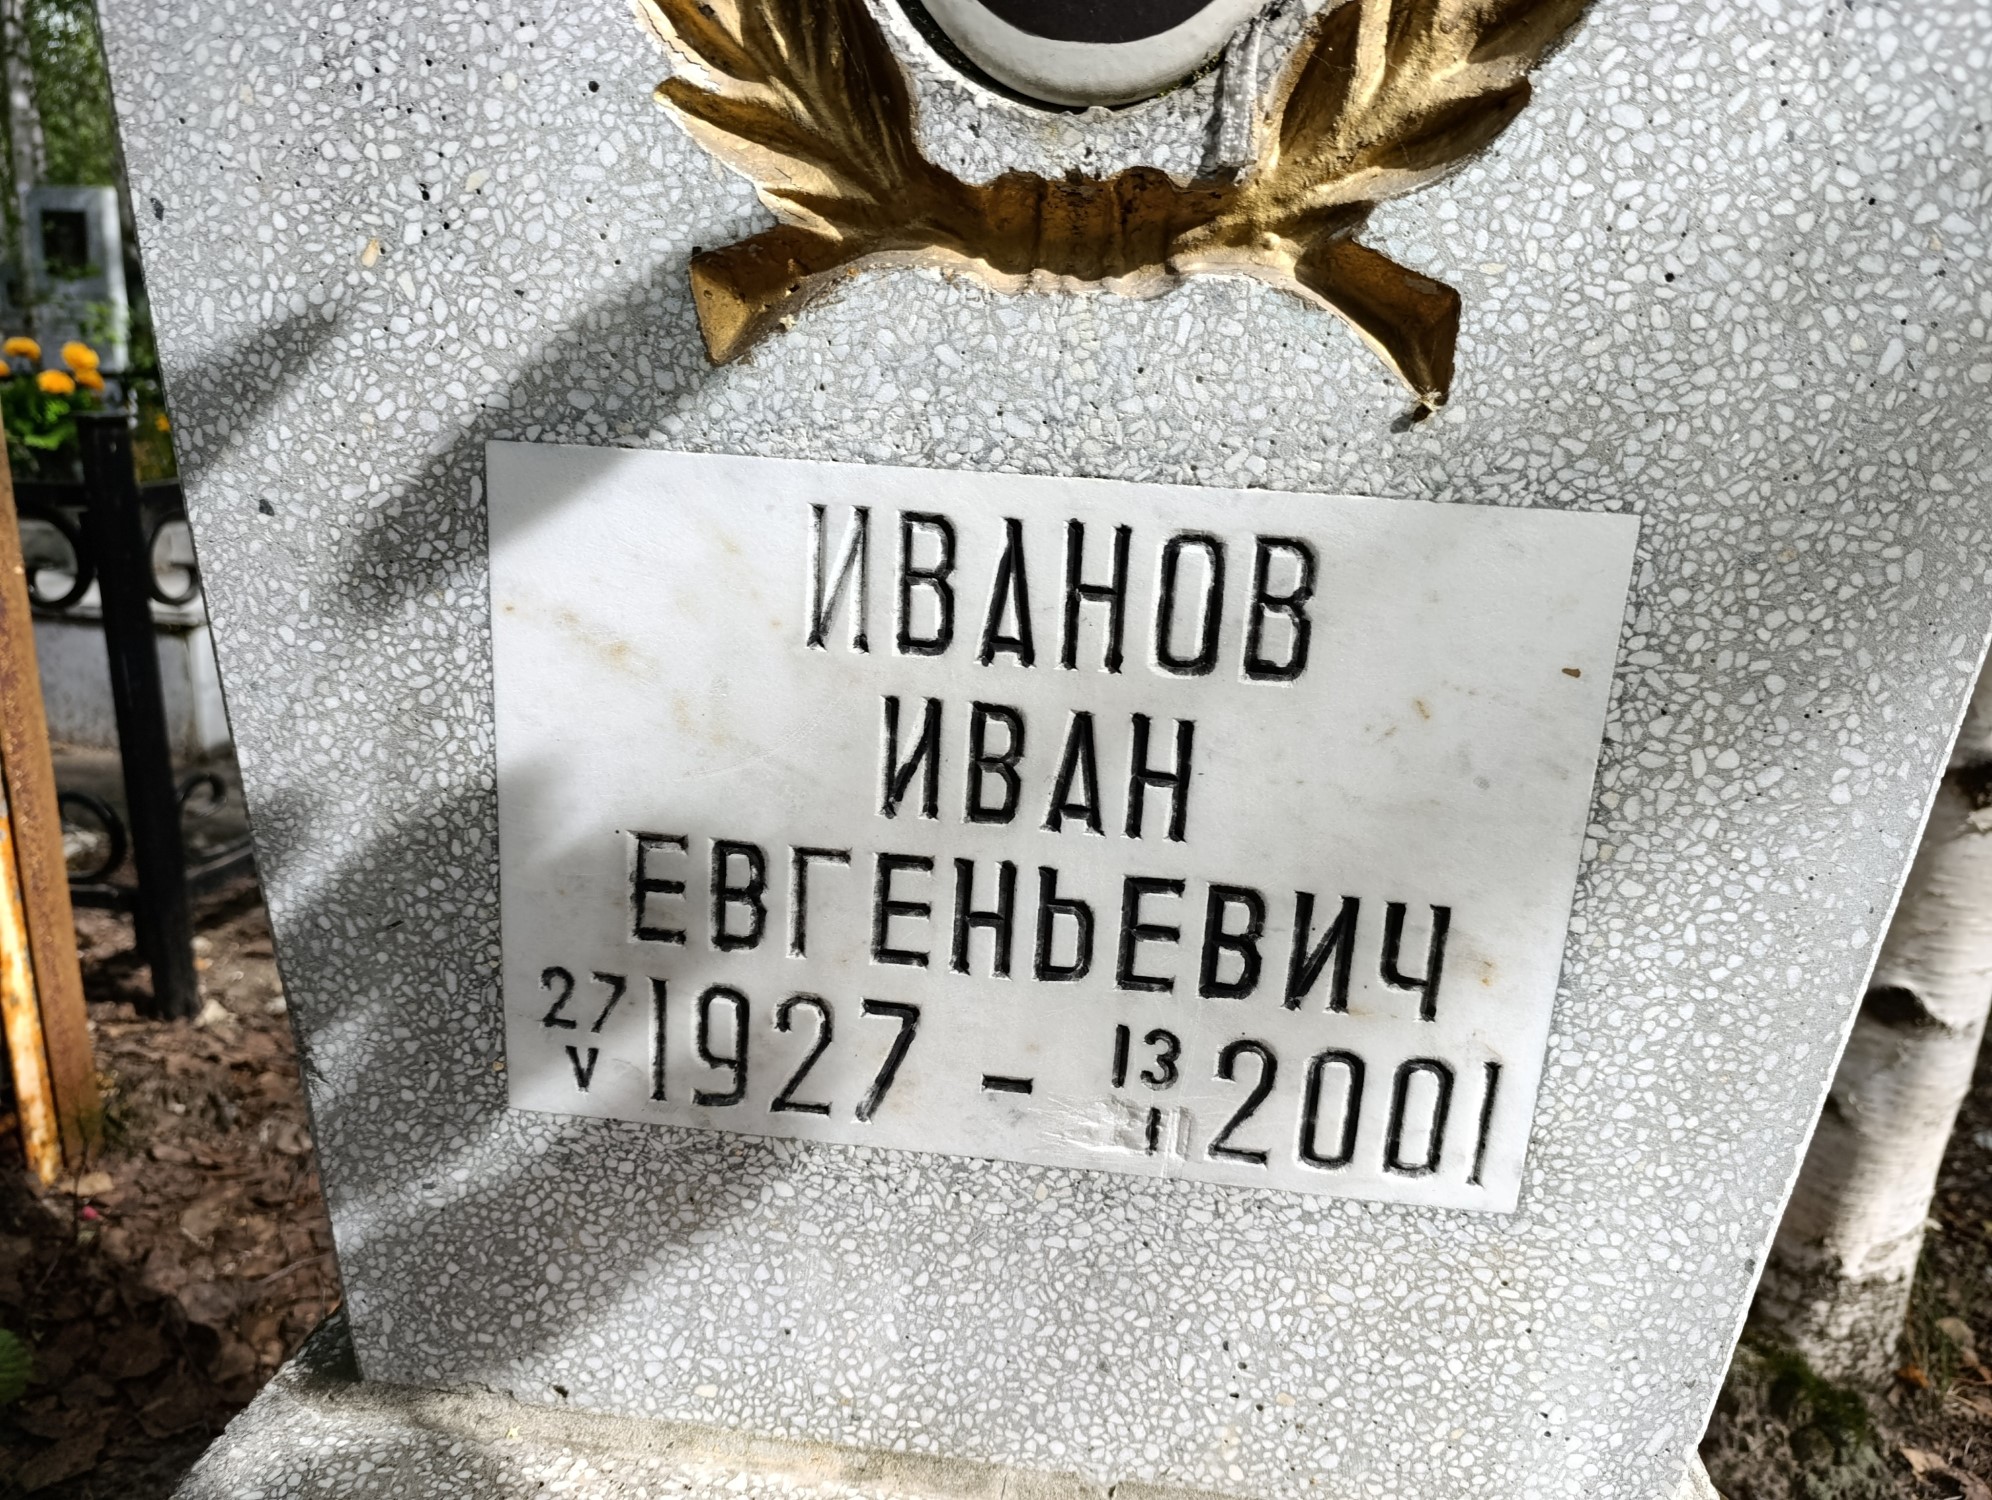 ИВАНОВ
ИВАН
ЕВГЕНЬЕВИЧ
27/V 1927 - 13/I 2001